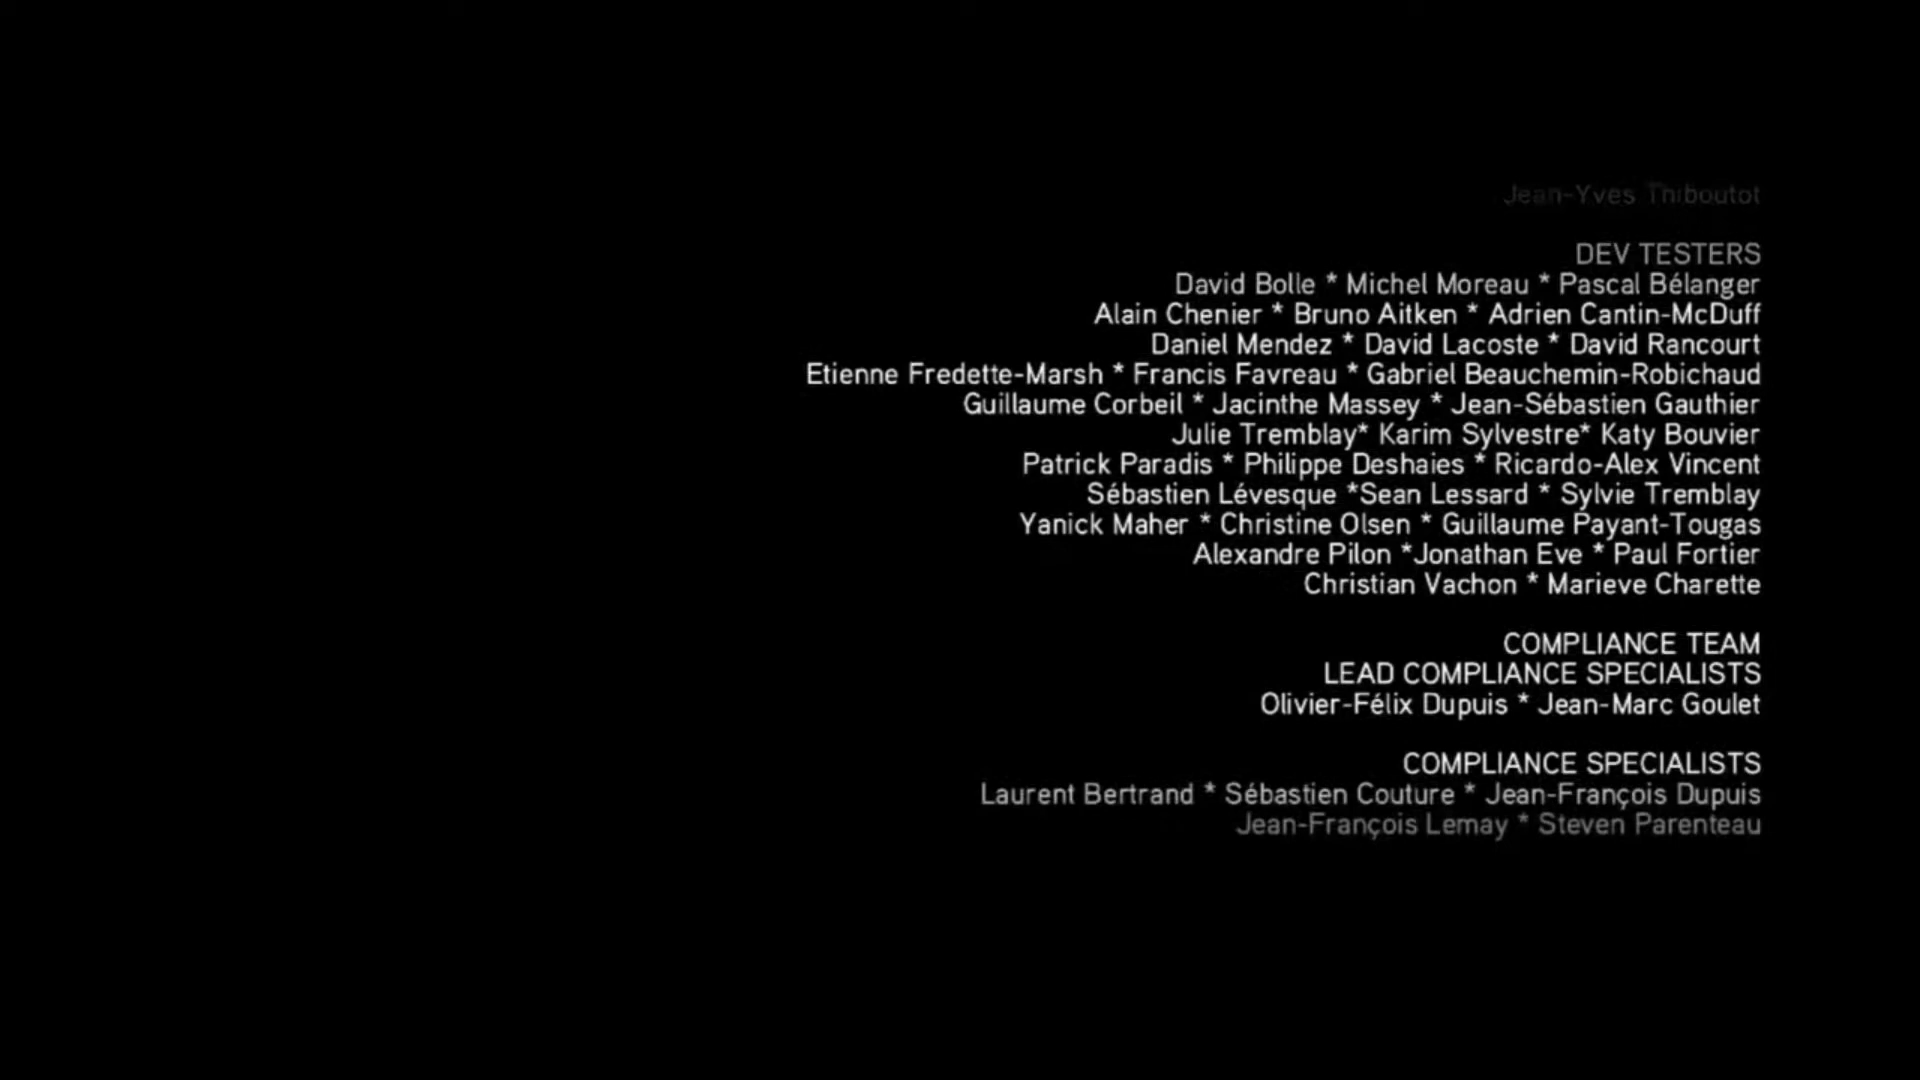 Jean-Yves Thiboutot
DEV TESTERS
David Bolle * Michel Moreau * Pascal Bélanger
Alain Chenier * Bruno Aitken * Adrien Cantin-McDuff
Daniel Mendez * David Lacoste * David Rancourt
Etienne Fredette-Marsh * Francis Favreau * Gabriel Beauchemin-Robichaud
Guillaume Corbeil * Jacinthe Massey * Jean-Sébastien Gauthier
Julie Tremblay* Karim Sylvestre* Katy Bouvier
Patrick Paradis * Philippe Deshaies * Ricardo-Alex Vincent
Sébastien Lévesque *Sean Lessard * Sylvie Tremblay
Yanick Maher * Christine Olsen * Guillaume Payant-Tougas
Alexandre Pilon *Jonathan Eve * Paul Fortier
Christian Vachon * Marieve Charette
COMPLIANCE TEAM
LEAD COMPLIANCE SPECIALISTS
Olivier-Félix Dupuis * Jean-Marc Goulet
COMPLIANCE SPECIALISTS
Laurent Bertrand * Sébastien Couture * Jean-François Dupuis
Jean-François Lemay * Steven Parenteau